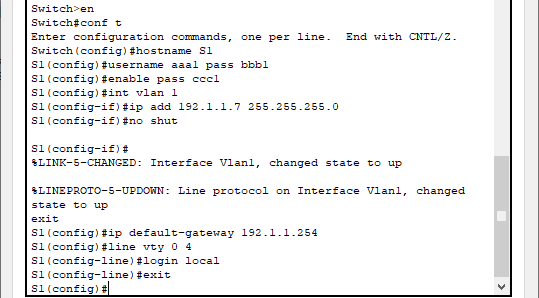 Switch>en
Switch#conf t
Enter configuration commands, one per line.  End with CNTL/Z.
Switch(config)#hostname S1
S1(config)#username aaa1 pass bbb1
S1(config)#enable pass ccc1
S1(config)#int vlan 1
S1(config-if)#ip add 192.1.1.7 255.255.255.0
S1(config-if)#no shut
S1(config-if)#
%LINK-5-CHANGED: Interface Vlan1, changed state to up
%LINEPROTO-5-UPDOWN: Line protocol on Interface Vlan1, changed
state to up
exit
S1(config)#ip default-gateway 192.1.1.254
S1(config)#line vty 0 4
S1(config-line)#login local
S1(config-line)#exit
S1(config)#